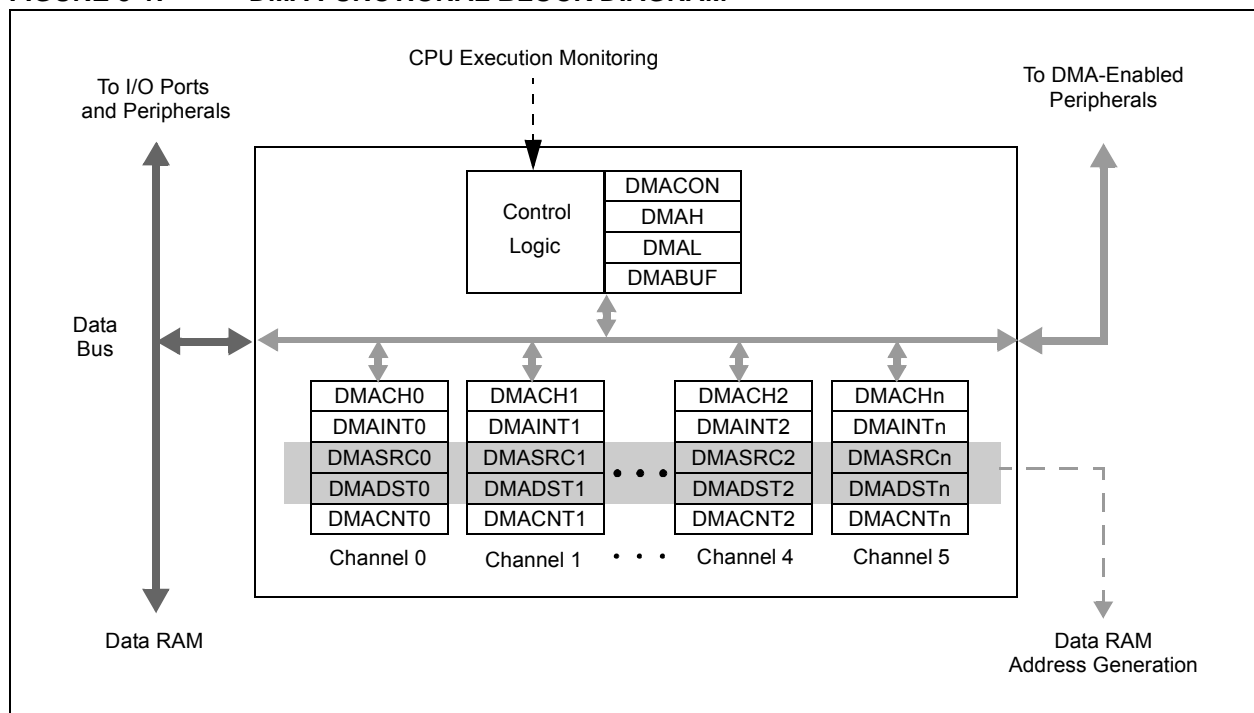 CPU Execution Monitoring
To I/O Ports
and Peripherals
To DMA-Enabled
Peripherals
Control
Logic
DMACON
DMAH
DMAL
DMABUF
Data
Bus
DMACH0
DMAINT0
DMASRC0
DMADST0
DMACNT0
Channel 0
DMACH1
DMAINT1
DMASRC1
DMADST1
DMACNT1
Channel 1
DMACH2
DMAINT2
DMASRC2
DMADST2
DMACNT2
Channel 4
DMACHn
DMAINTn
DMASRCn
DMADSTn
DMACNTn
Channel 5
Data RAM
Data RAM
Address Generation